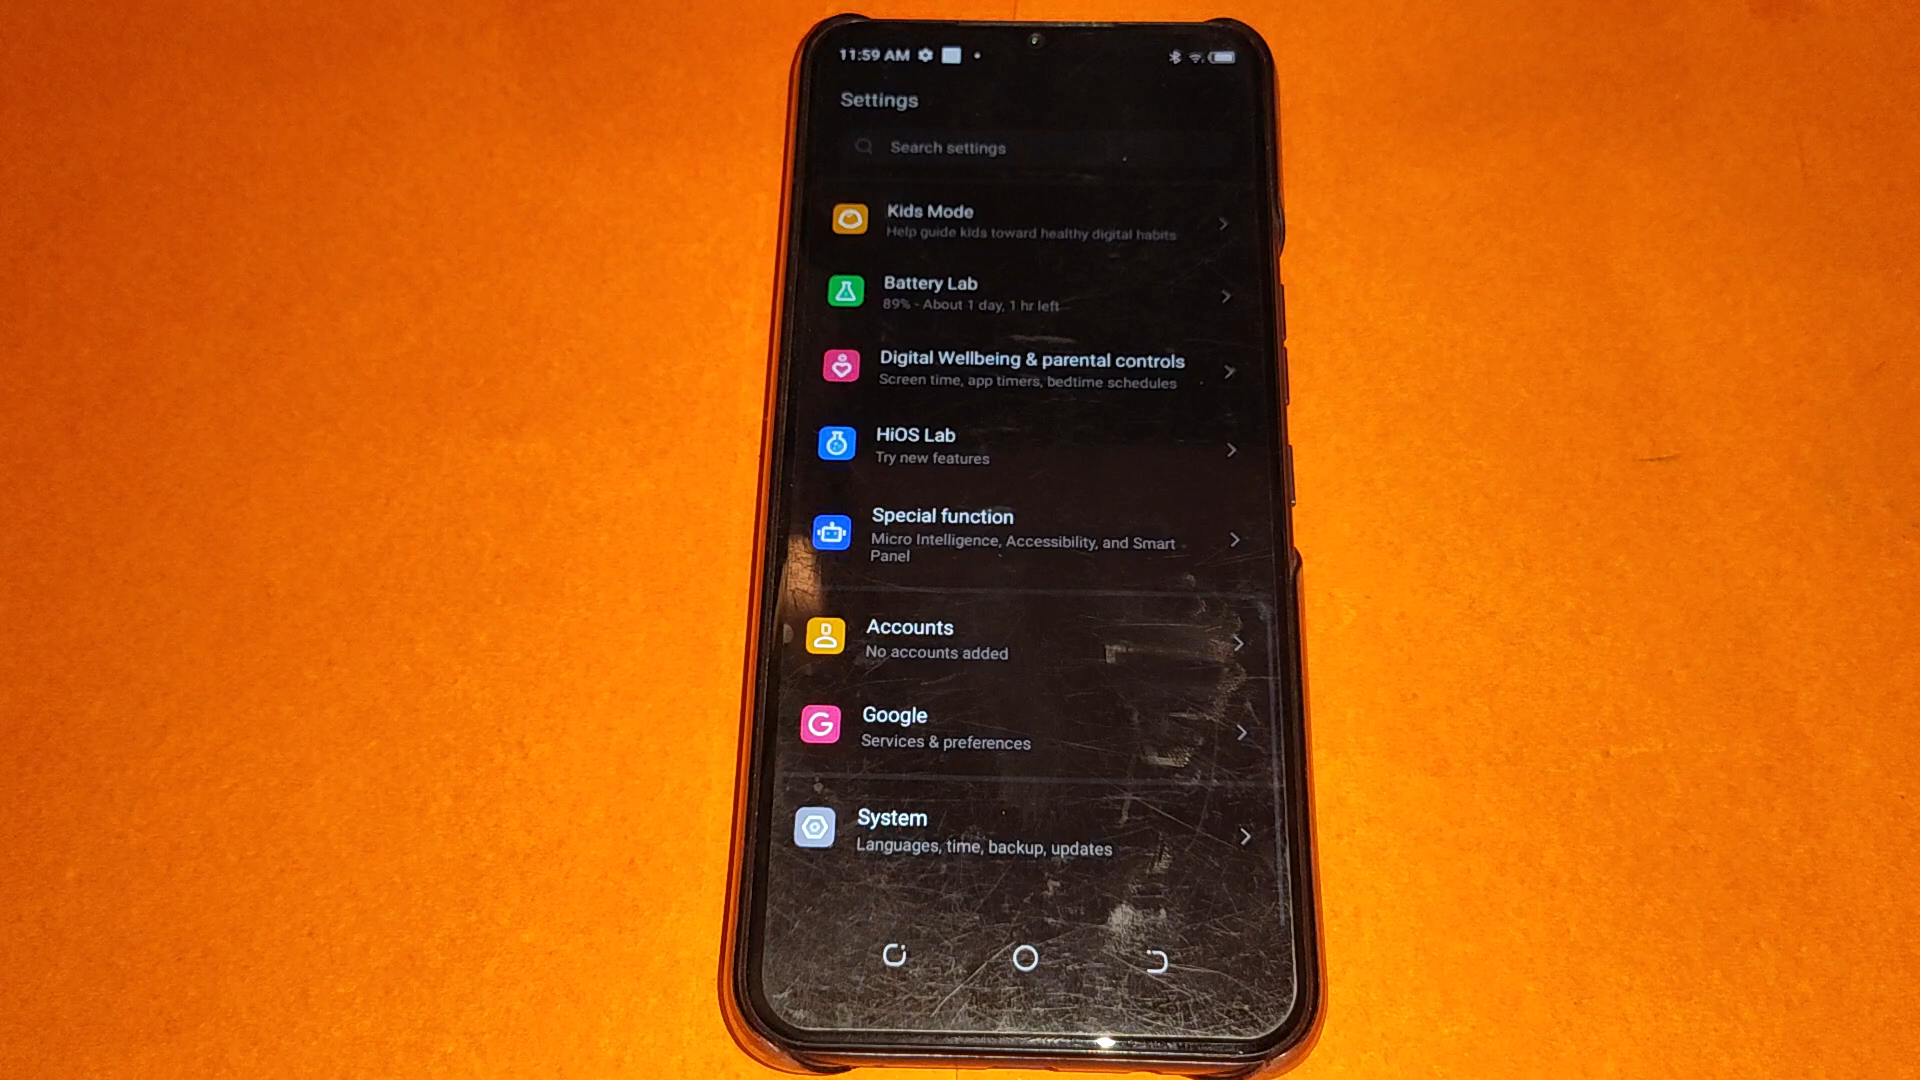 11:59 AM
Settings
Search settings
Kids Mode
Help guide kids toward healthy digital habits
Battery Lab
89% - About 1 day, 1 hr left
Digital Wellbeing & parental controls
Screen time, app timers, bedtime schedules
HiOS Lab
Try new features
Special function
Micro Intelligence, Accessibility, and Smart
Panel
Accounts
No accounts added
Google
Services & preferences
System
Languages, time, backup, updates